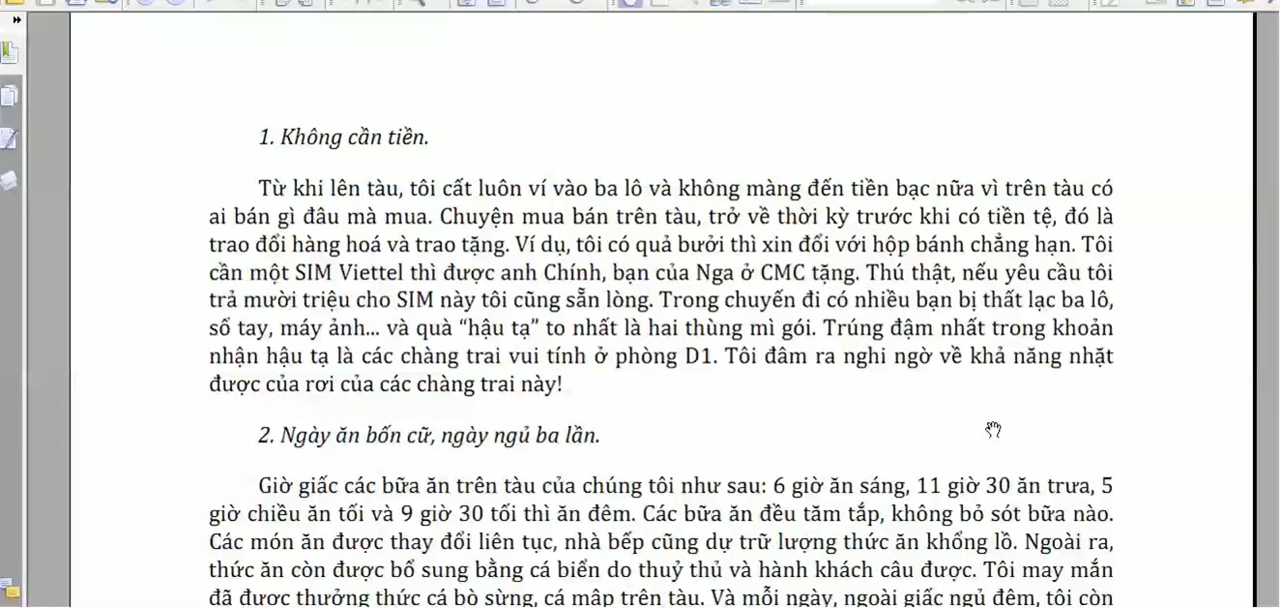 1. Không cần tiền.
Từ khi lên tàu, tôi cất luôn ví vào ba lô và không màng đến tiền bạc nữa vì trên tàu có
ai bán gì đâu mà mua. Chuyện mua bán trên tàu, trở về thời kỳ trước khi có tiền tệ, đó là
trao đổi hàng hoá và trao tặng. Ví dụ, tôi có quả bưởi thì xin đổi với hộp bánh chẳng hạn. Tôi
cần một SIM Viettel thì được anh Chính, bạn của Nga ở CMC tặng. Thú thật, nếu yêu cầu tôi
trả mười triệu cho SIM này tôi cũng sẵn lòng. Trong chuyến đi có nhiều bạn bị thất lạc ba lô,
sổ tay, máy ảnh... và quà “hậu tạ” to nhất là hai thùng mì gói. Trúng đậm nhất trong khoản
nhận hậu tạ là các chàng trai vui tính ở phòng D1. Tôi đâm ra nghi ngờ về khả năng nhặt
được của rơi của các chàng trai này!
2. Ngày ăn bốn cữ, ngày ngủ ba lần.
Giờ giấc các bữa ăn trên tàu của chúng tôi như sau: 6 giờ ăn sáng, 11 giờ 30 ăn trưa, 5
giờ chiều ăn tối và 9 giờ 30 tối thì ăn đêm. Các bữa ăn đều tăm tắp, không bỏ sót bữa nào.
Các món ăn được thay đổi liên tục, nhà bếp cũng dự trữ lượng thức ăn khổng lồ. Ngoài ra,
thức ăn còn được bổ sung bằng cá biển do thuỷ thủ và hành khách câu được. Tôi may mắn
đã được thưởng thức cá bò sừng, cá mập trên tàu. Và mỗi ngày, ngoài giấc ngủ đêm, tôi còn